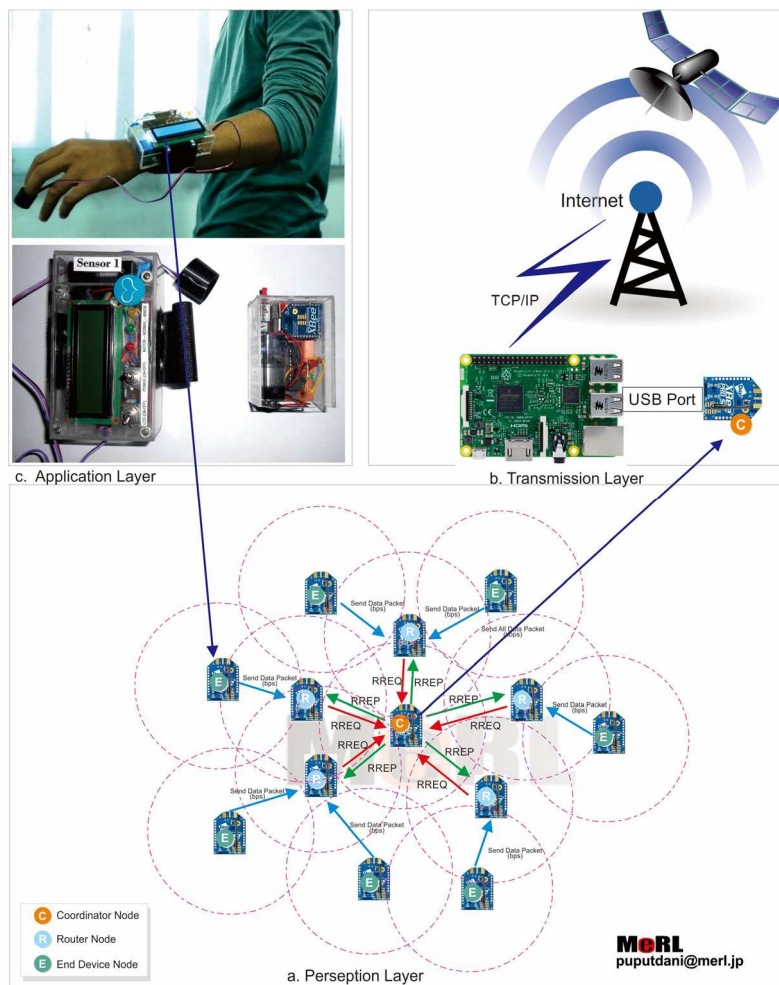 Sensor 1
XBee
c. Application Layer
Internet
TCP/IP
USB Port
C
b. Transmission Layer
E
E
Send Data Packet
(bps)
Send Data Packet
(bps)
R
Send All Data Packet
(bps)
E
Send Data Packet
(bps)
R
RREQ
RREP
RREP
RREQ
RREP
RREQ
R
Send Data Packet
(bps)
E
C
RREQ
RREP
R
RREP
RREQ
R
MeRL
Send Data Packet
(bps)
E
Send Data Packet
(bps)
E
Send Data Packet
(bps)
E
C Coordinator Node
R Router Node
E End Device Node
a. Perseption Layer
MeRL
puputdani@merl.jp